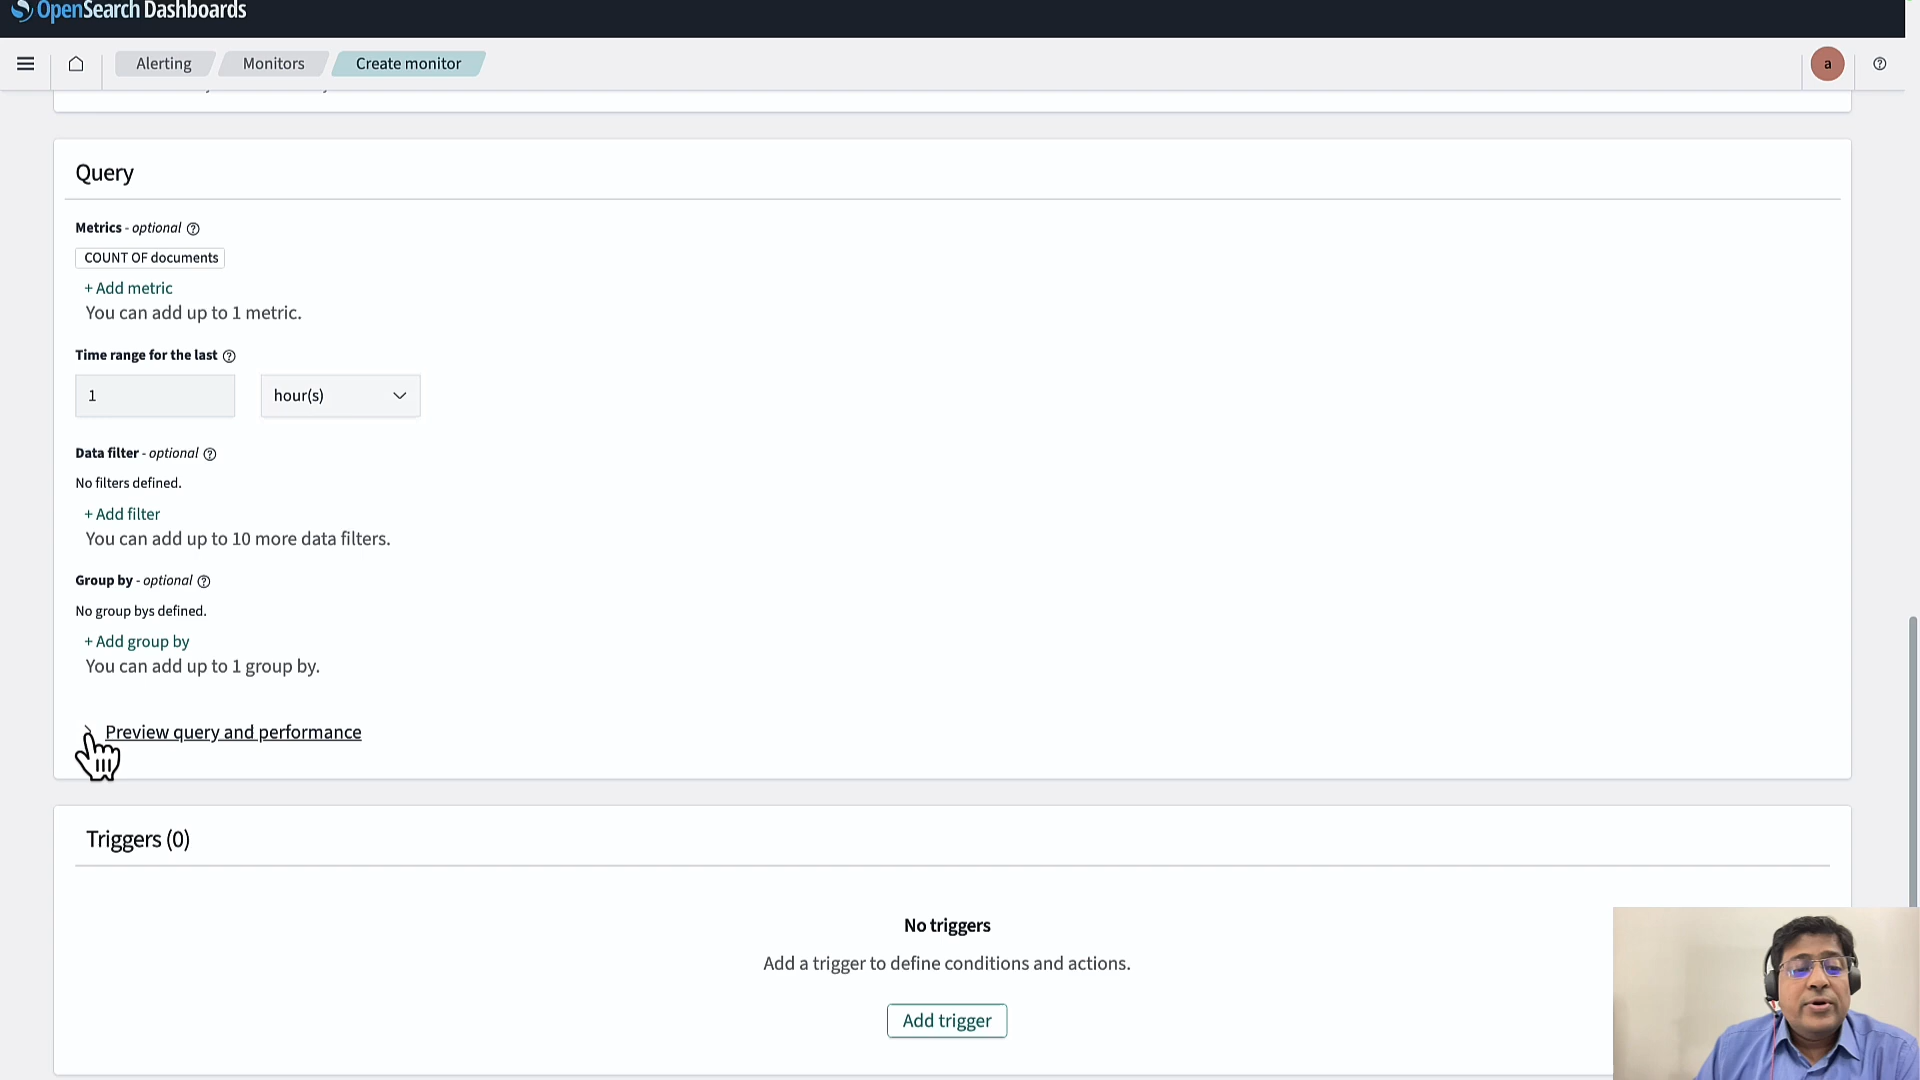 OpenSearch Dashboards
Alerting
Monitors
Create monitor
a
Query
Metrics - optional
COUNT OF documents
+ Add metric
You can add up to 1 metric.
Time range for the last
1
hour(s)
Data filter - optional
No filters defined.
+ Add filter
You can add up to 10 more data filters.
Group by - optional
No group bys defined.
+ Add group by
You can add up to 1 group by.
Preview query and performance
Triggers (0)
No triggers
Add a trigger to define conditions and actions.
Add trigger